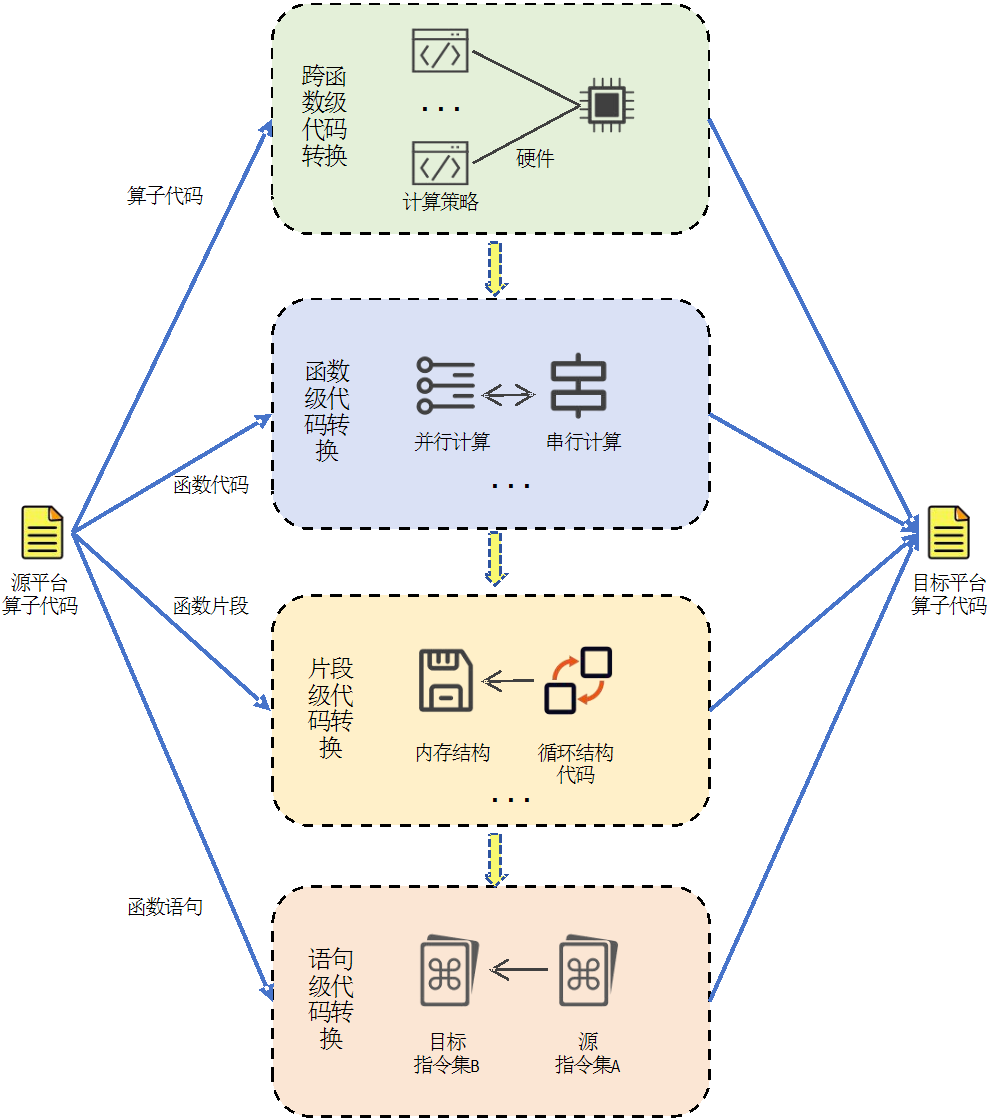 跨函
数级
代码
转换
...
硬件
计算策略
算子代码
函数
级代
码转
换
并行计算
串行计算
...
函数代码
源平台
算子代码
目标平台
算子代码
函数片段
片段
级代
码转
换
内存结构
循环结构
代码
...
函数语句
语句
级代
码转
换
目标
指令集B
源
指令集A